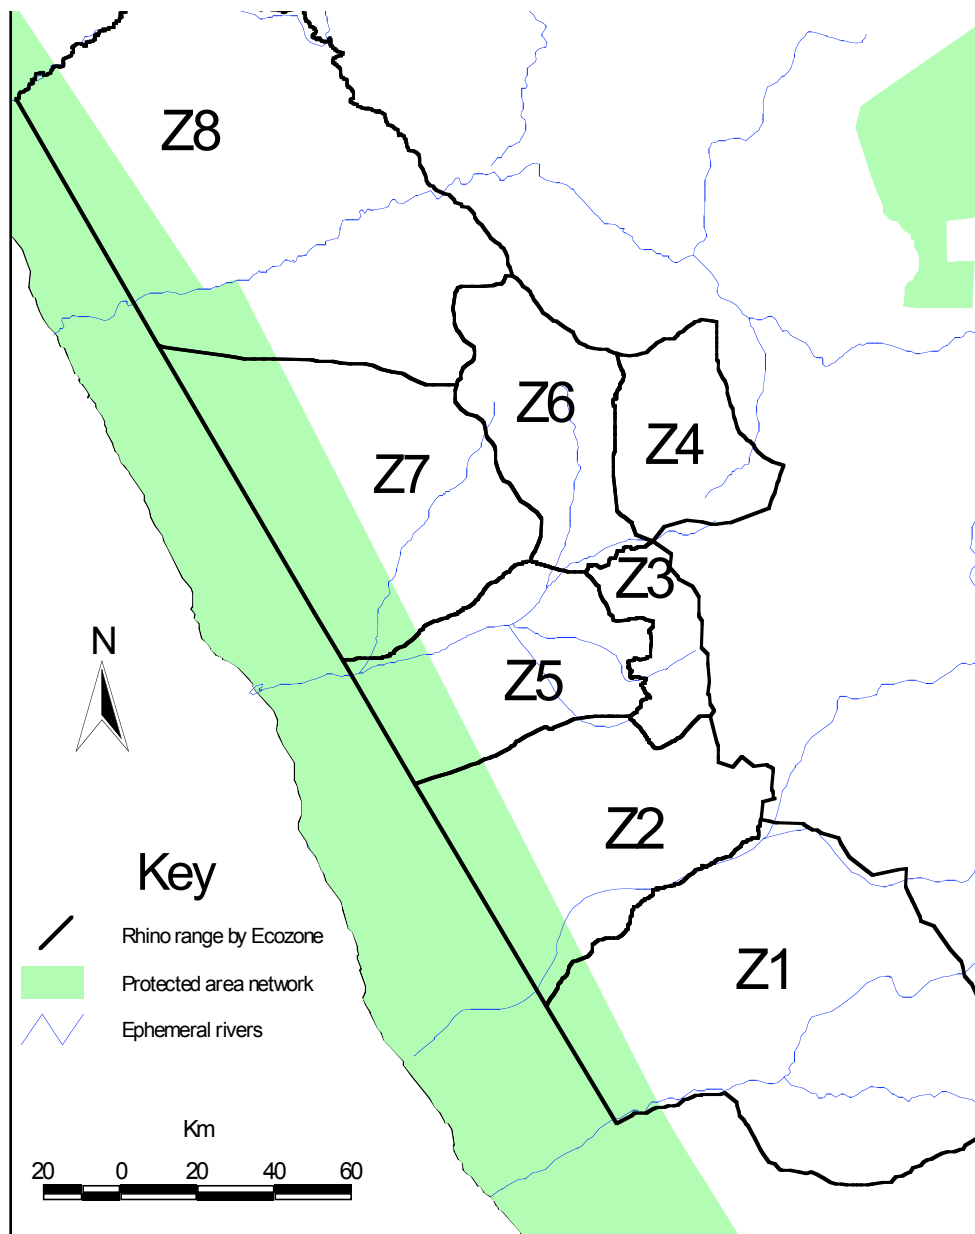 Z8
Z6
Z4
Z7
Z3
N
Z5
Z2
Key
Rhino range by Ecozone
Z1
Protected area network
Ephemeral rivers
Km
20 0 20 40 60